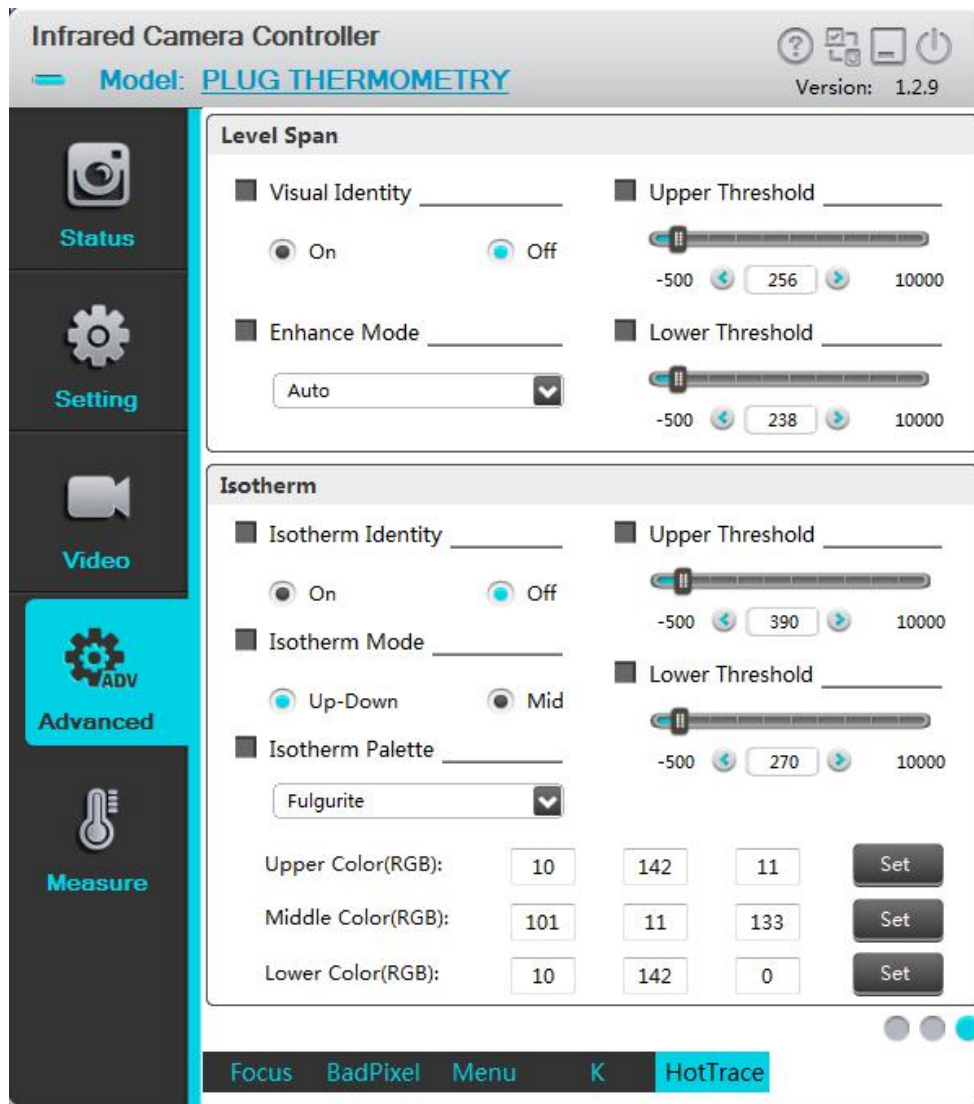 Infrared Camera Controller
Model: PLUG THERMOMETRY
Version: 1.2.9
Status
Setting
Video
ADV
Advanced
Measure
Level Span
Visual Identity
On Off
Enhance Mode
Auto
Upper Threshold
-500 256 10000
Lower Threshold
-500 238 10000
Isotherm
Isotherm Identity
On Off
Isotherm Mode
Up-Down Mid
Isotherm Palette
Fulgurite
Upper Threshold
-500 390 10000
Lower Threshold
-500 270 10000
Upper Color(RGB): 10 142 11 Set
Middle Color(RGB): 101 11 133 Set
Lower Color(RGB): 10 142 0 Set
Focus BadPixel Menu K HotTrace